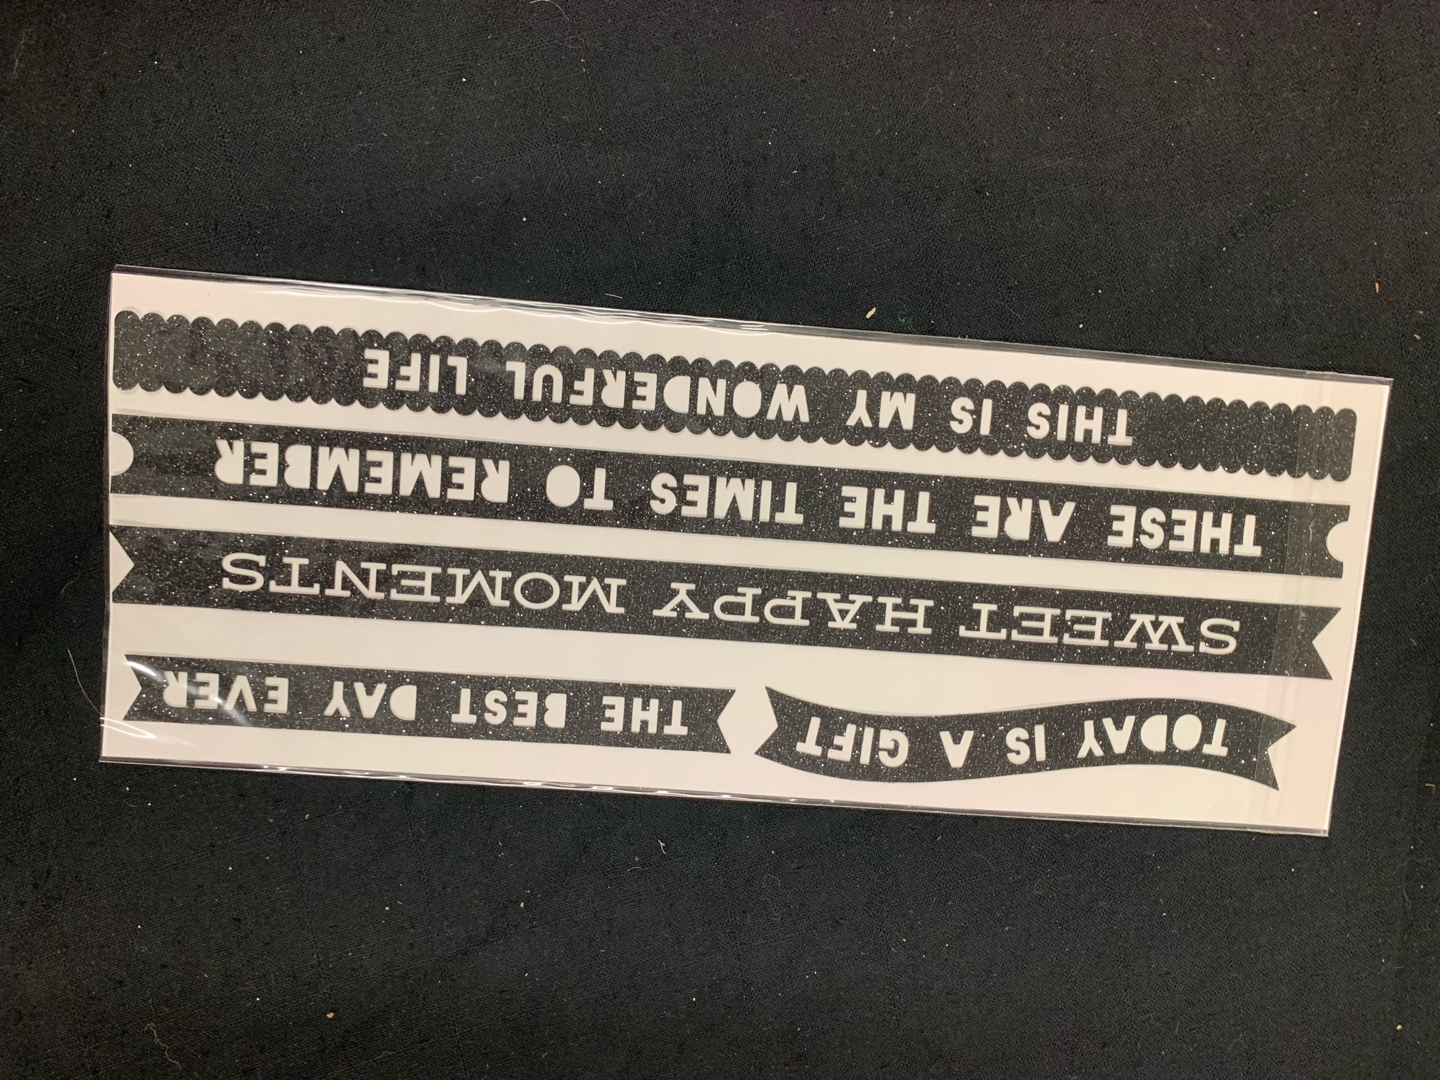 TODAY IS A GIFT
THE BEST DAY EVER
SWEET HAPPY MOMENTS
THESE ARE THE TIMES TO REMEMBER
THIS IS MY WONDERFUL LIFE